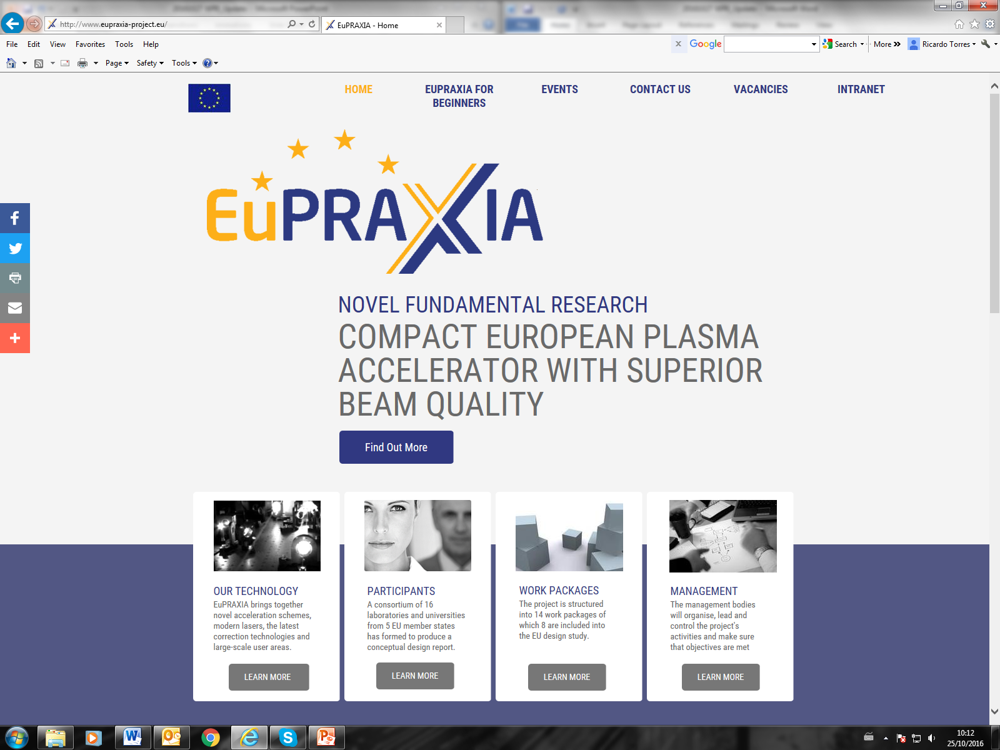 http://www.eupraxia-project.eu/
EuPRAXIA - Home
File Edit View Favorites Tools Help
Google
Search
More
Ricardo Torres
Page Safety Tools
HOME
EUPRAXIA FOR
BEGINNERS
EVENTS
CONTACT US
VACANCIES
INTRANET
EuPRAXIA
NOVEL FUNDAMENTAL RESEARCH
COMPACT EUROPEAN PLASMA
ACCELERATOR WITH SUPERIOR
BEAM QUALITY
Find Out More
OUR TECHNOLOGY
EuPRAXIA brings together
novel acceleration schemes,
modern lasers, the latest
correction technologies and
large-scale user areas.
LEARN MORE
PARTICIPANTS
A consortium of 16
laboratories and universities
from 5 EU member states
has formed to produce a
conceptual design report.
LEARN MORE
WORK PACKAGES
The project is structured
into 14 work packages of
which 8 are included into
the EU design study.
LEARN MORE
MANAGEMENT
The management bodies
will organise, lead and
control the project's
activities and make sure
that objectives are met
LEARN MORE
10:12
25/10/2016